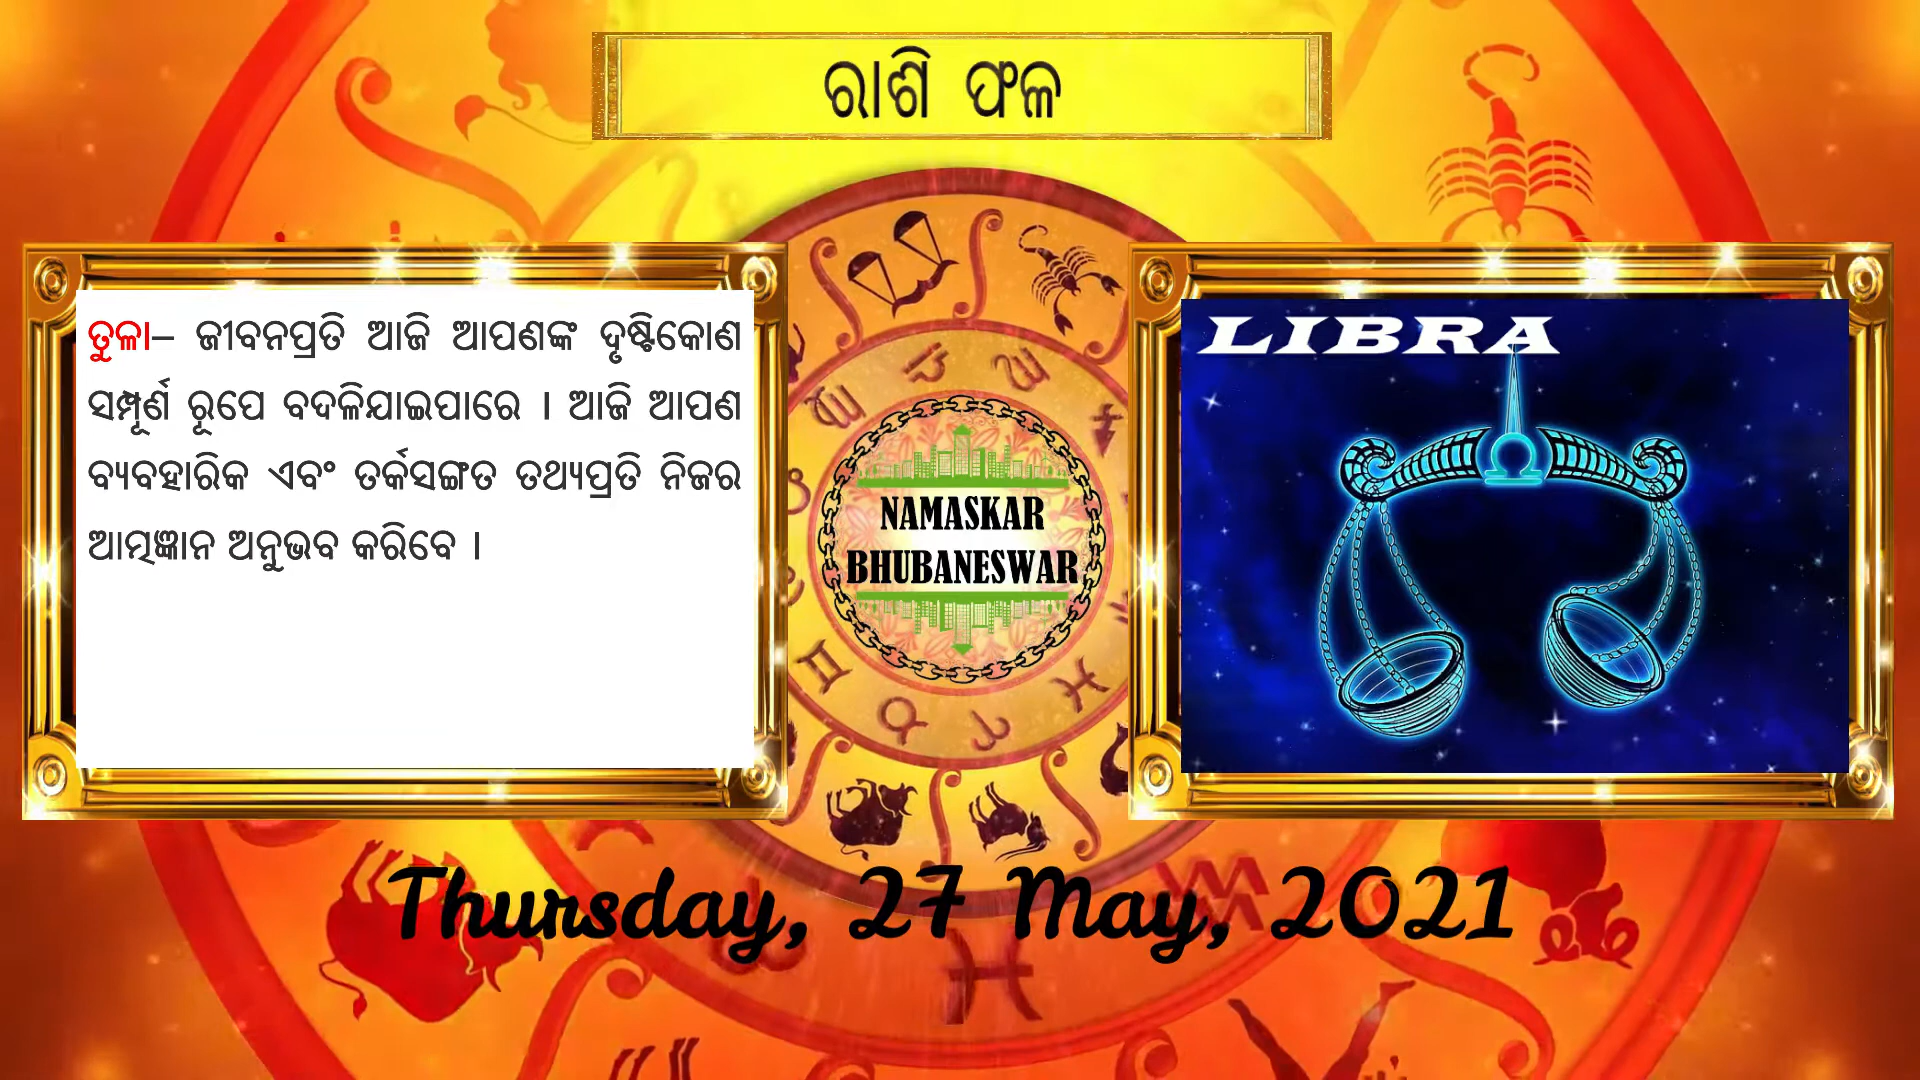 ରାଶି ଫଳ
ତୁଳା– ଜୀବନପ୍ରତି ଆଜି ଆପଣଙ୍କ ଦୃଷ୍ଟିକୋଣ
ସମ୍ପୂର୍ଣ ରୂପେ ବଦଳିଯାଇପାରେ । ଆଜି ଆପଣ
ବ୍ୟବହାରିକ ଏବଂ ତର୍କସଙ୍ଗତ ତଥ୍ୟପ୍ରତି ନିଜର
ଆତ୍ମଜ୍ଞାନ ଅନୁଭବ କରିବେ ।
NAMASKAR
BHUBANESWAR
LIBRA
Thursday, 27 May, 2021